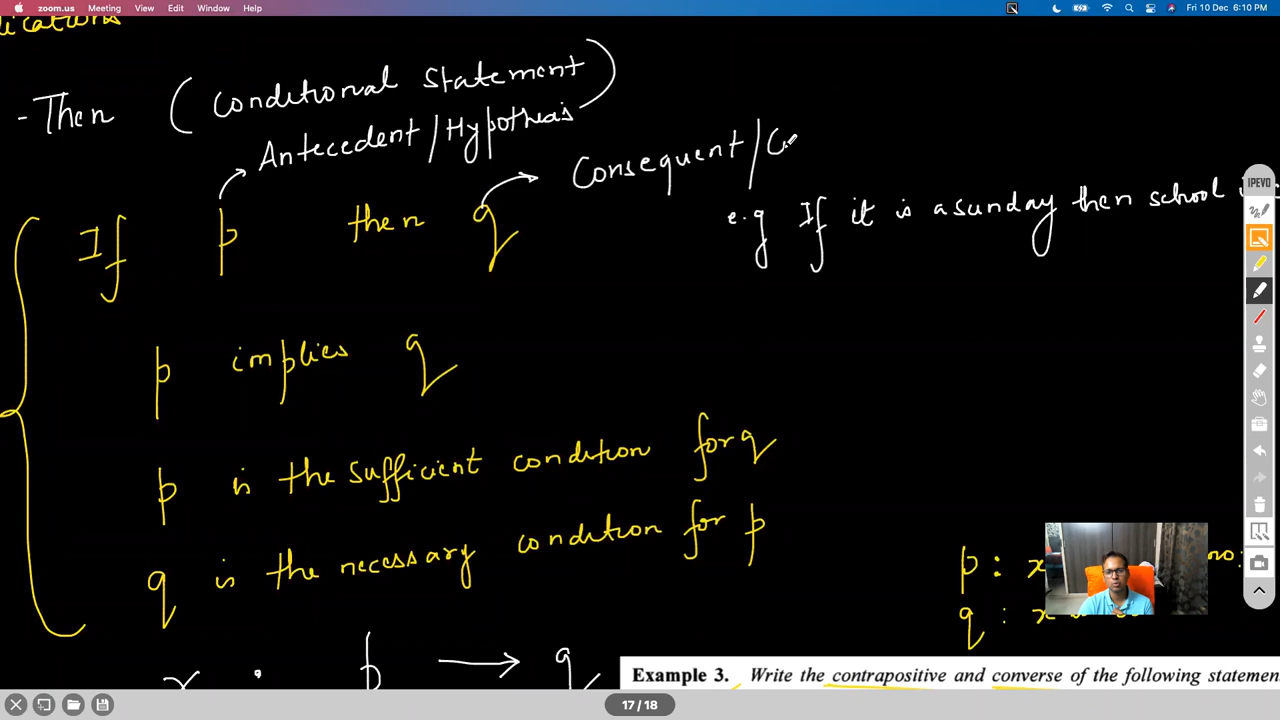 zoom.us Meeting View Edit Window Help Fri 10 Dec 6:10 PM
-Then (Conditional Statement)
Antecedent/Hypothesis
Consequent/Co
If p then q
e.g If it is a sunday then school
IPEVO
p implies q
p is the sufficient condition for q
q is the necessary condition for p
p : x
q : x
p → q
Example 3. Write the contrapositive and converse of the following statemen
17/18